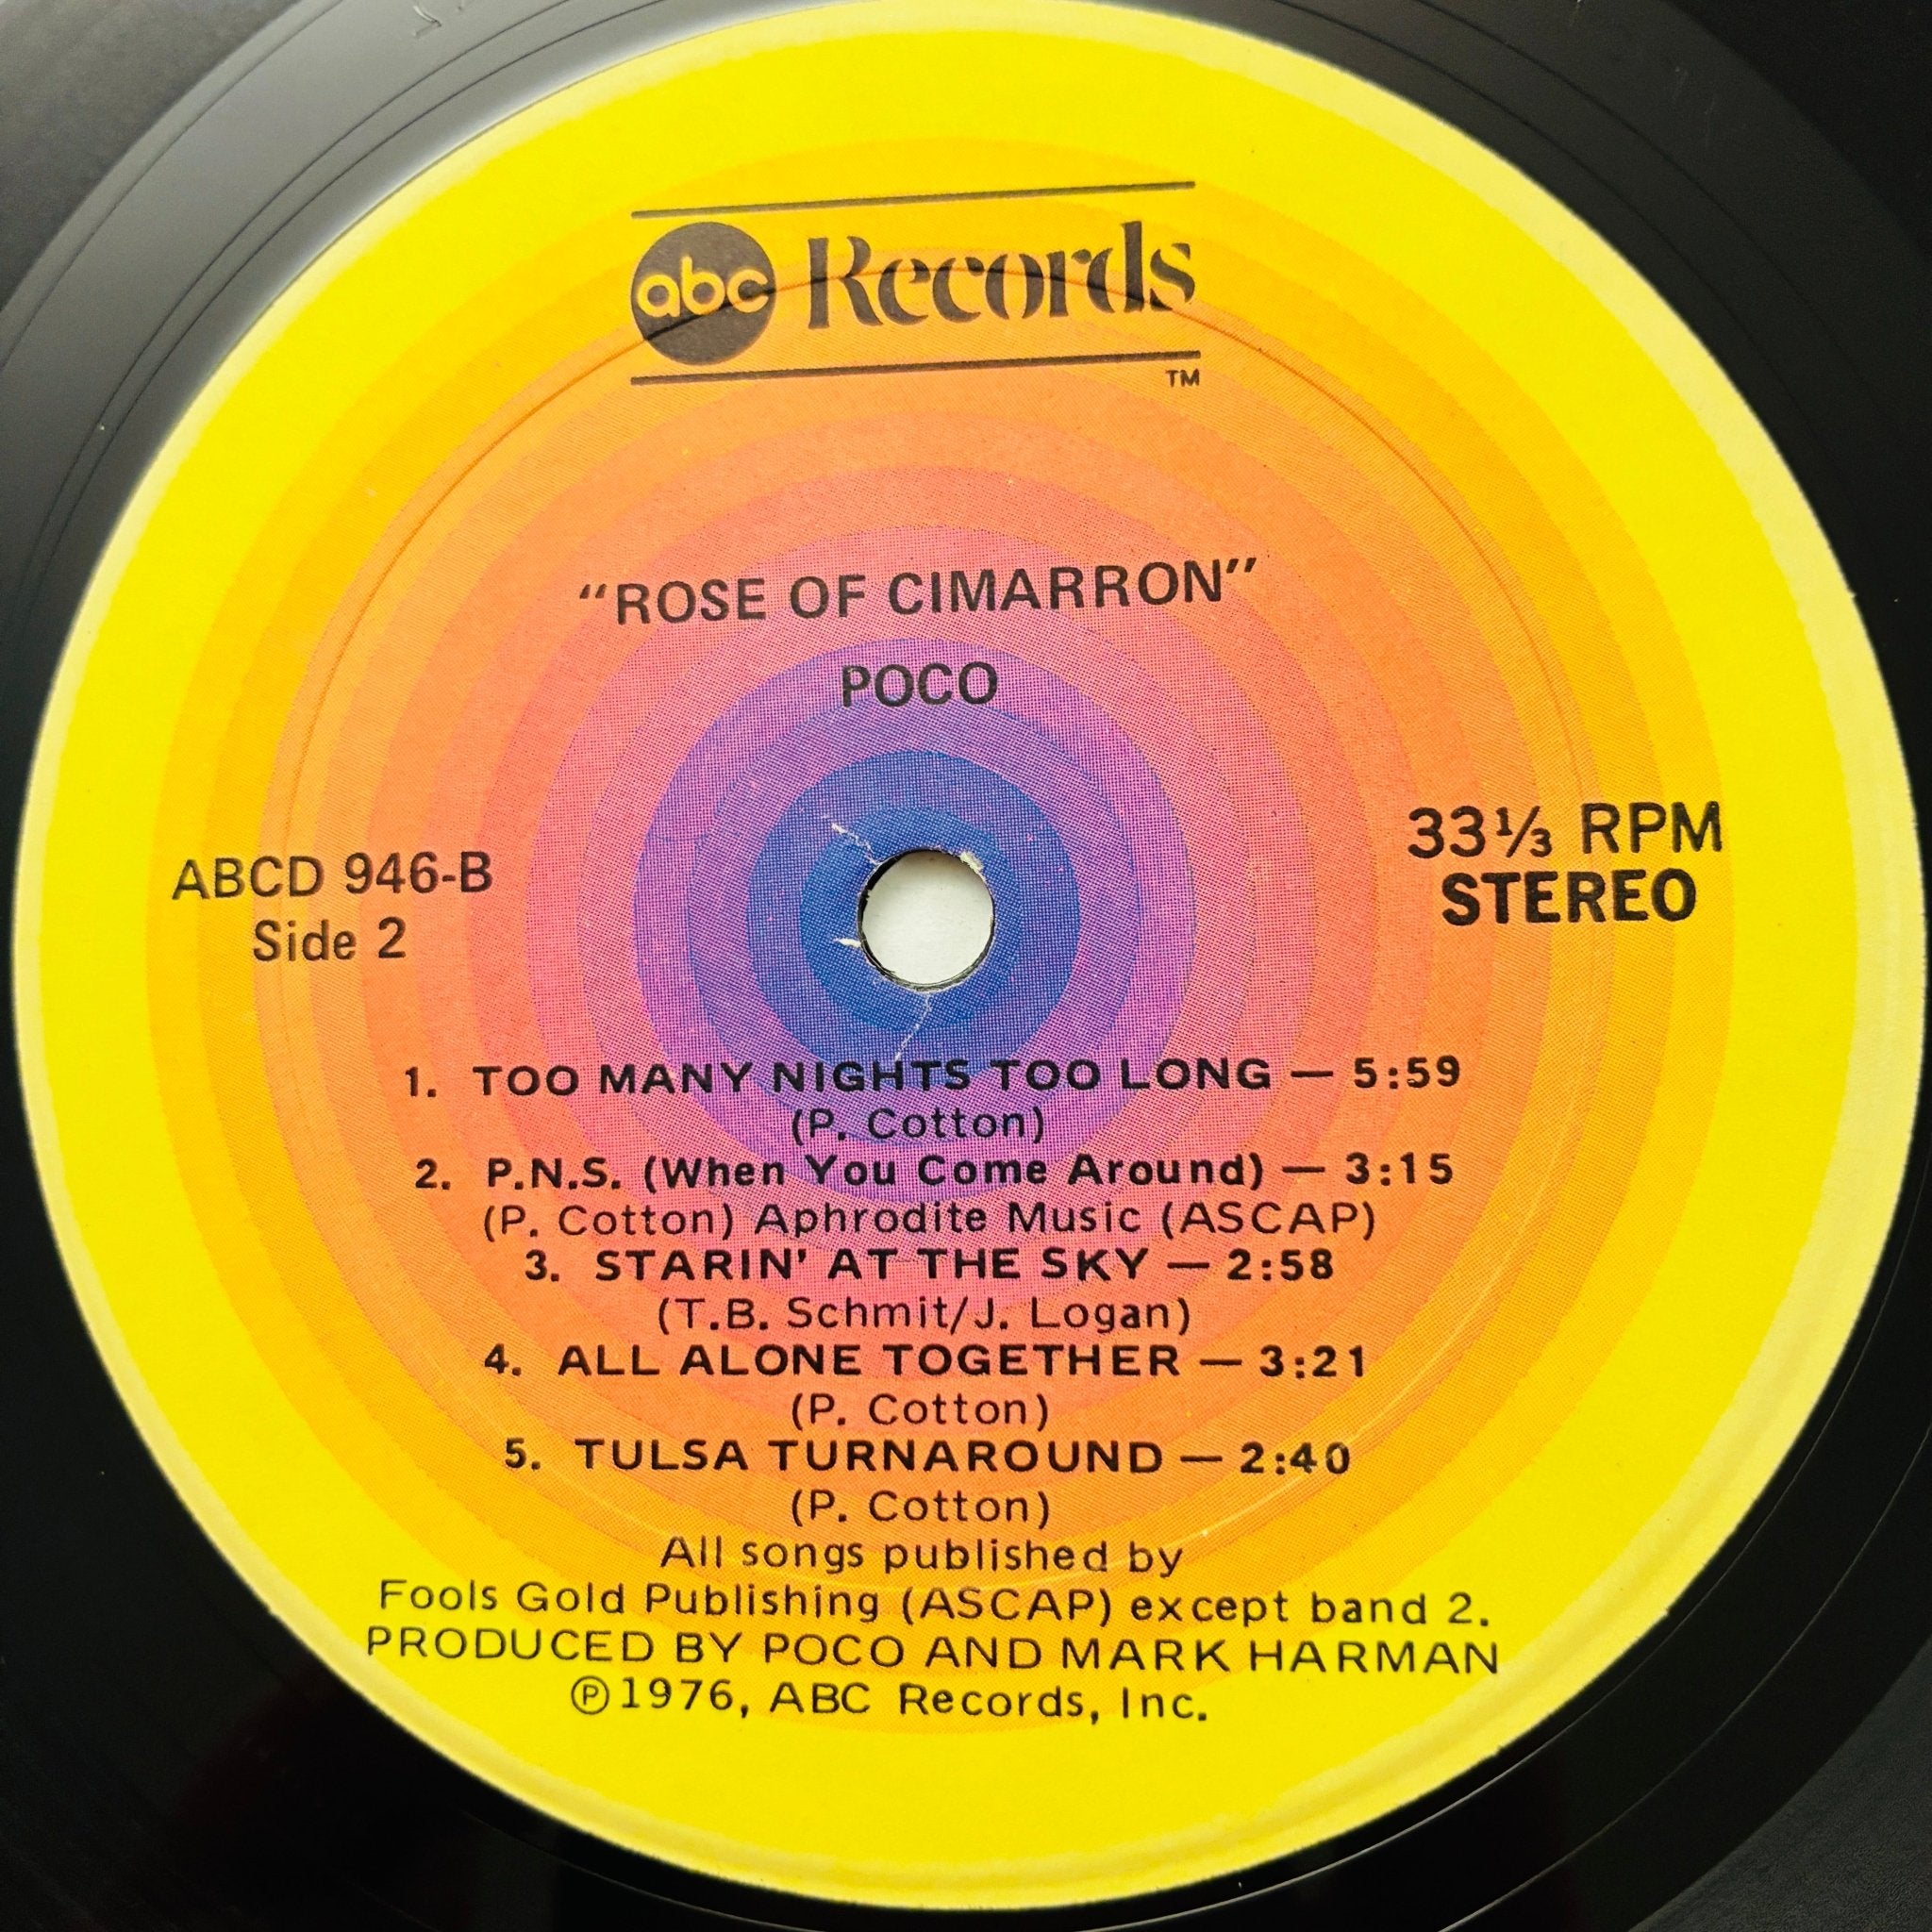 abc Records
TM
"ROSE OF CIMARRON"
POCO
ABCD 946-B
Side 2
33⅓ RPM
STEREO
1. TOO MANY NIGHTS TOO LONG — 5:59
(P. Cotton)
2. P.N.S. (When You Come Around) — 3:15
(P. Cotton) Aphrodite Music (ASCAP)
3. STARIN' AT THE SKY — 2:58
(T.B. Schmit/J. Logan)
4. ALL ALONE TOGETHER — 3:21
(P. Cotton)
5. TULSA TURNAROUND — 2:40
(P. Cotton)
All songs published by
Fools Gold Publishing (ASCAP) except band 2.
PRODUCED BY POCO AND MARK HARMAN
℗1976, ABC Records, Inc.